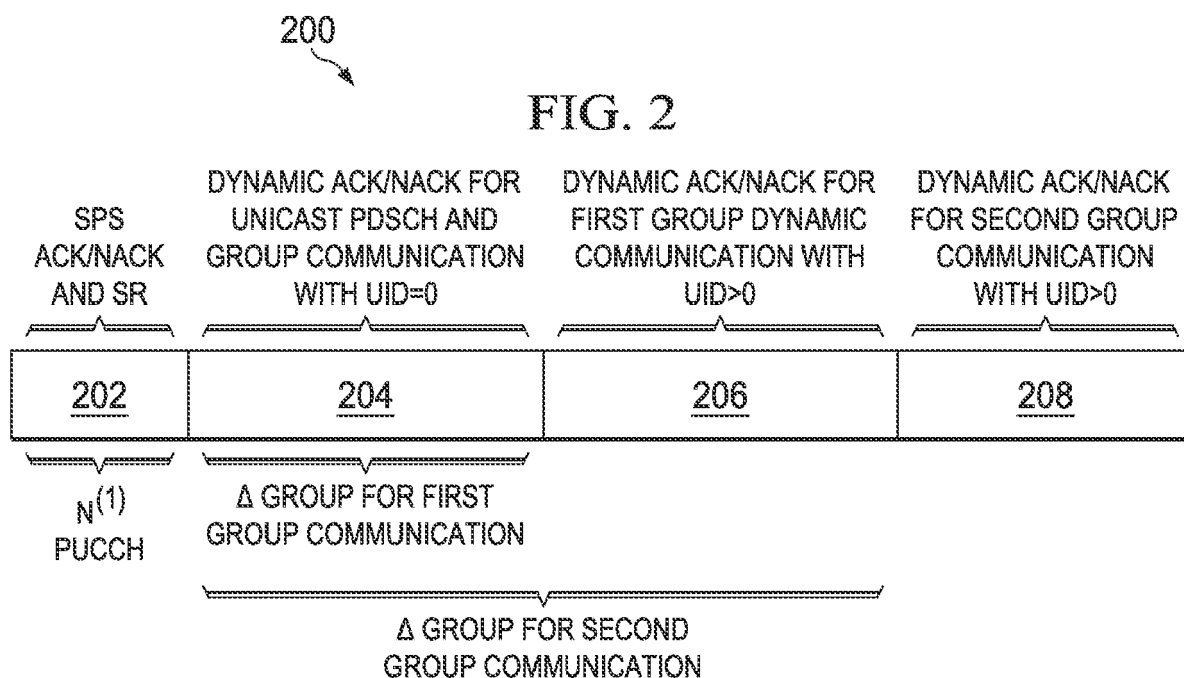 200
FIG. 2
SPS
ACK/NACK
AND SR
DYNAMIC ACK/NACK FOR
UNICAST PDSCH AND
GROUP COMMUNICATION
WITH UID=0
DYNAMIC ACK/NACK FOR
FIRST GROUP DYNAMIC
COMMUNICATION WITH
UID>0
DYNAMIC ACK/NACK
FOR SECOND GROUP
COMMUNICATION
WITH UID>0
202
204
206
208
N(1)
PUCCH
Δ GROUP FOR FIRST
GROUP COMMUNICATION
Δ GROUP FOR SECOND
GROUP COMMUNICATION